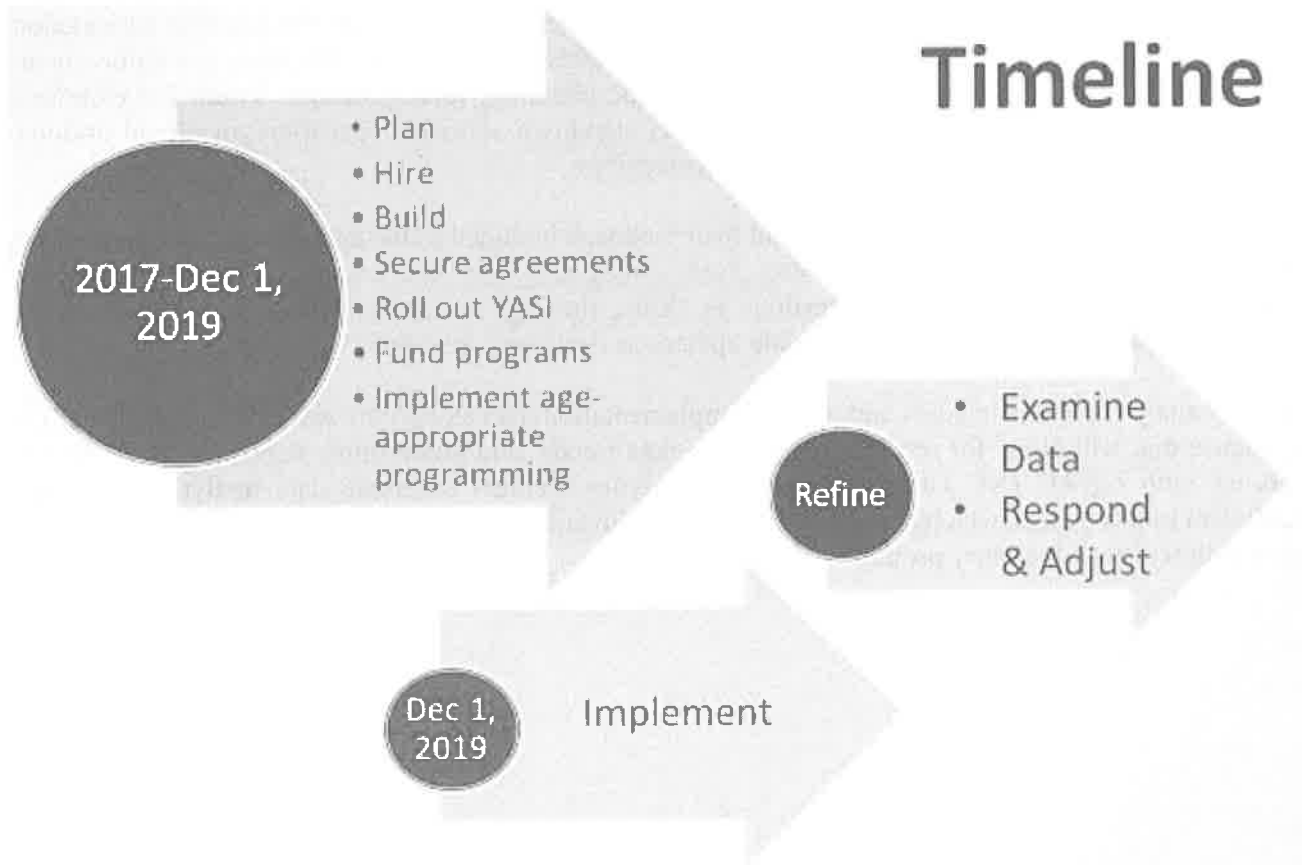 Timeline
2017-Dec 1,
2019
• Plan
• Hire
• Build
• Secure agreements
• Roll out YASI
• Fund programs
• Implement age-
appropriate
programming
Refine
• Examine
Data
• Respond
& Adjust
Dec 1,
2019
Implement